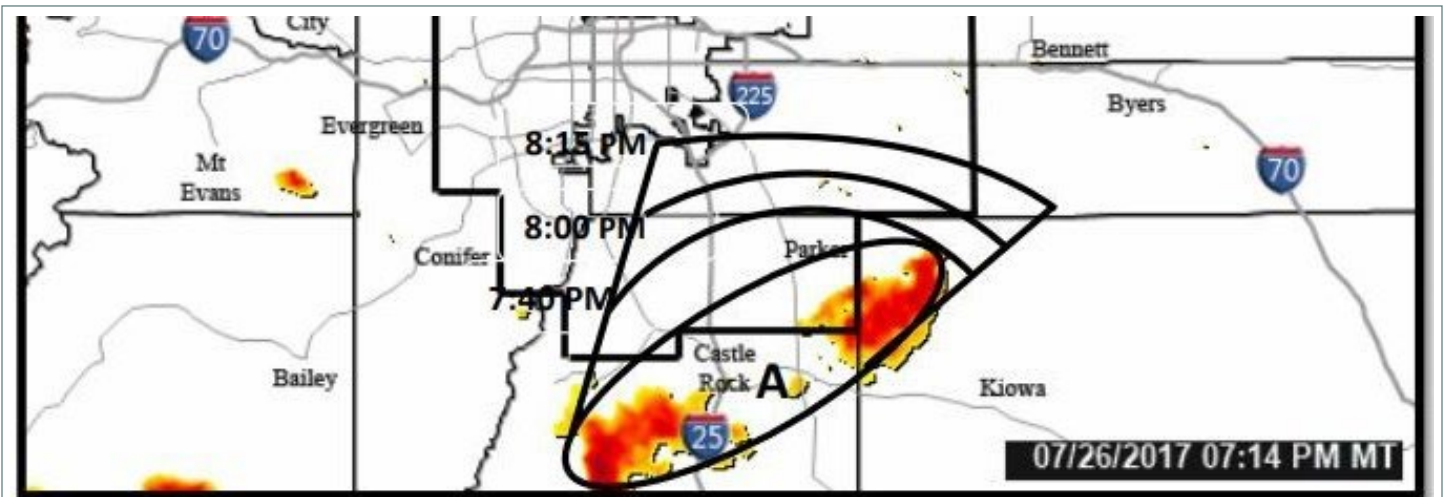 City
70
Bennett
225
Byers
Evergreen
8:15 PM
Mt
Evans
70
8:00 PM
Conifer
Parker
7:40 PM
Castle
Rock A
Bailey
Kiowa
25
07/26/2017 07:14 PM MT